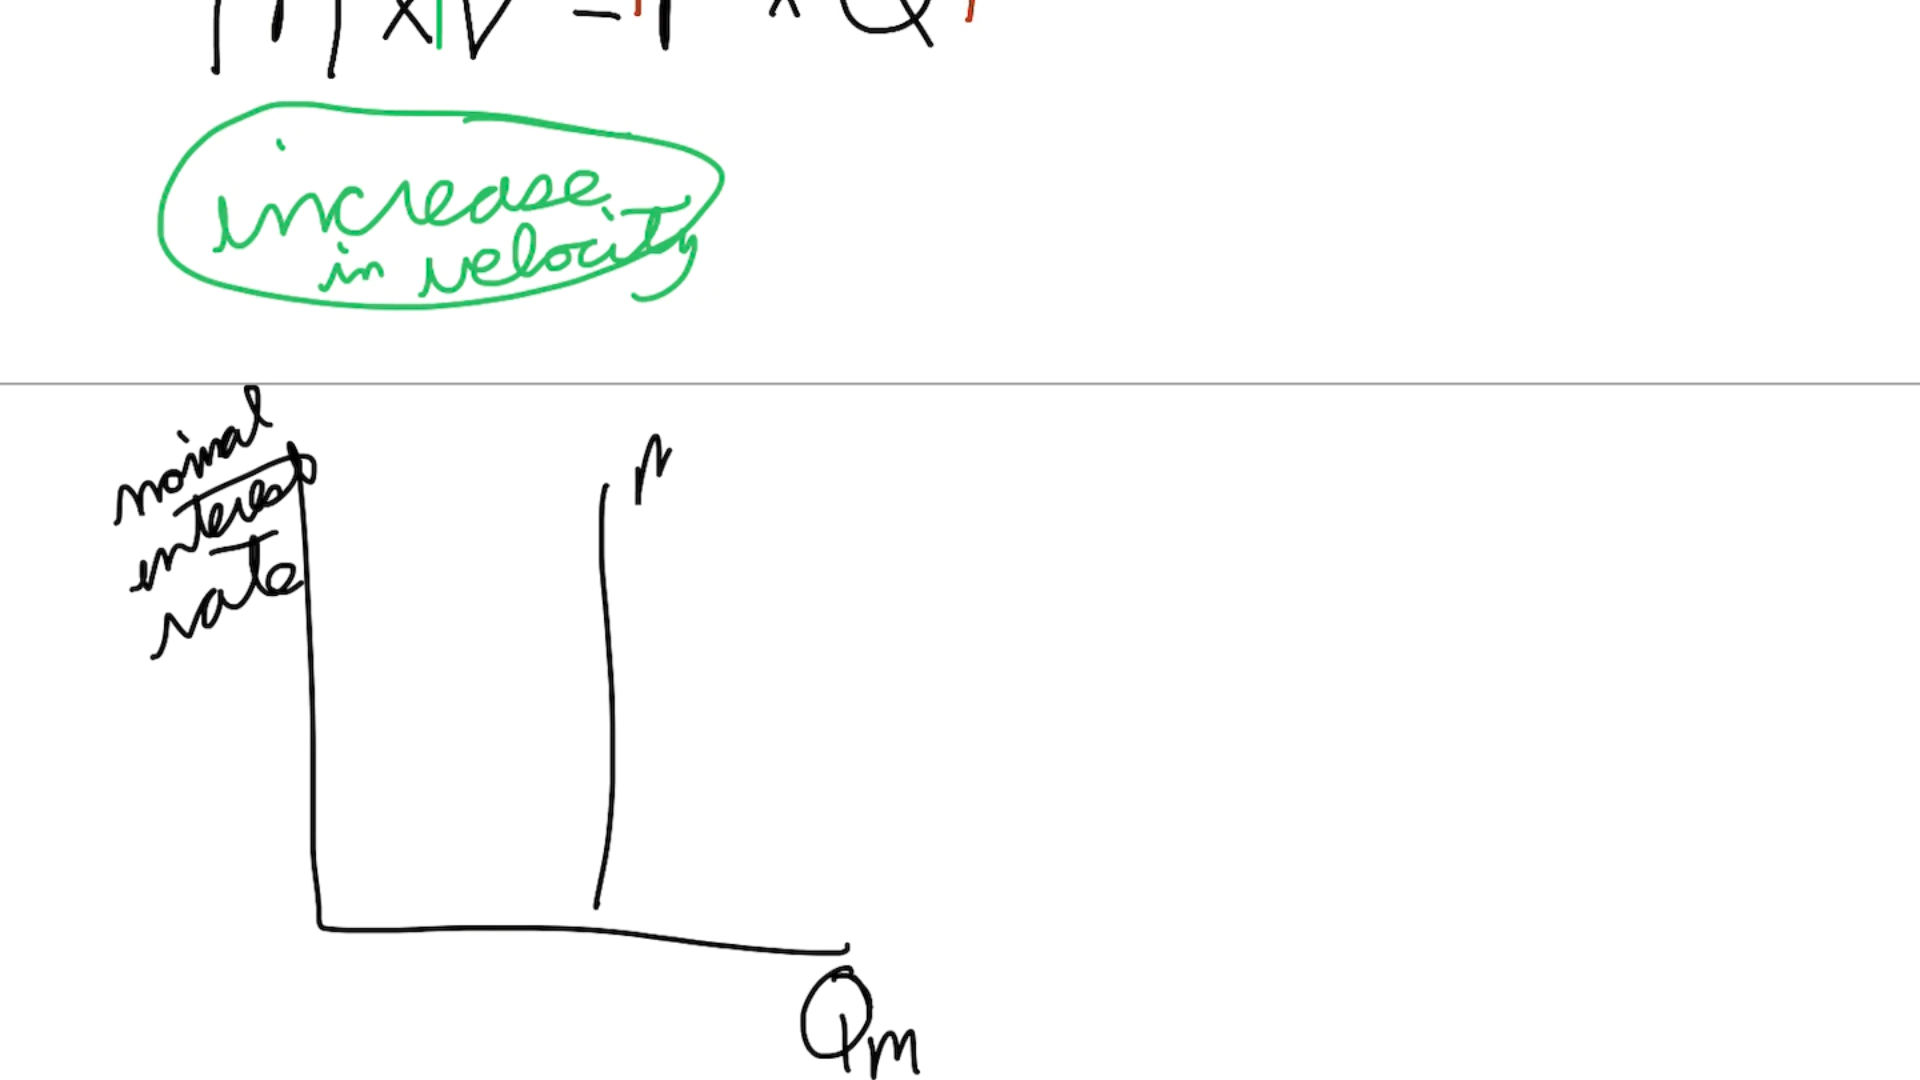 M x V = P x Q
increase
in velocity
noinal
interest
rate
M
Qm